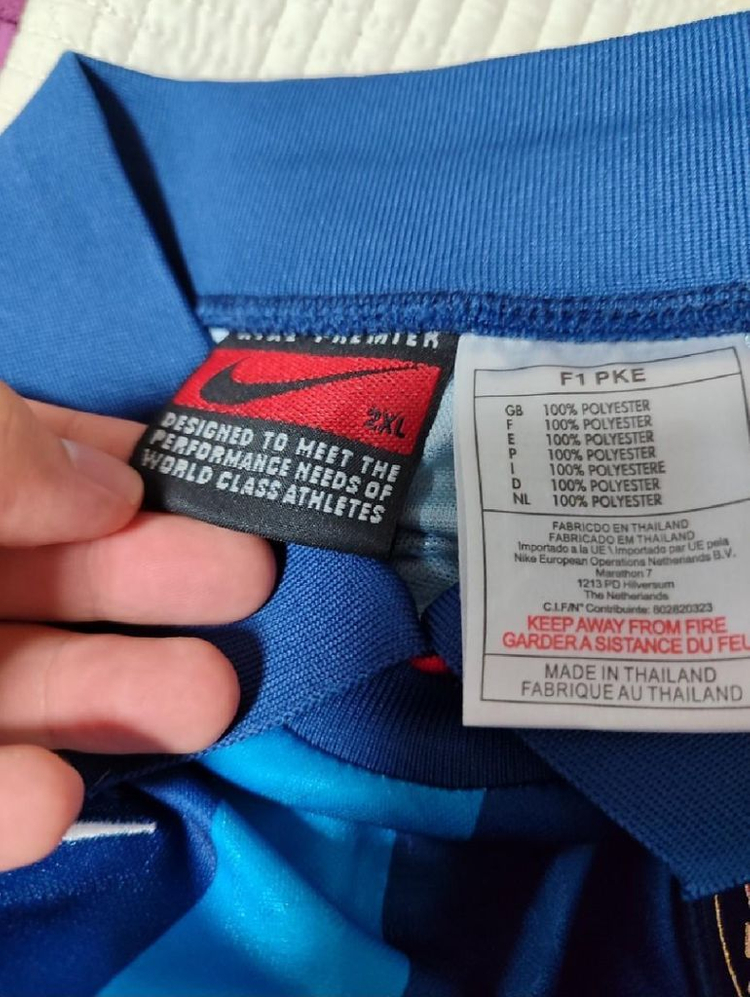 PREMIER
2XL
DESIGNED TO MEET THE
PERFORMANCE NEEDS OF
WORLD CLASS ATHLETES
F1 PKE
GB 100% POLYESTER
F 100% POLYESTER
E 100% POLYESTER
P 100% POLYESTER
I 100% POLYESTERE
D 100% POLYESTER
NL 100% POLYESTER
FABRICDO EN THAILAND
FABRICADO EM THAILAND
Importado a la UE \ Importado par UE pela
Nike European Operations Netherlands B.V.
Marathon 7
1213 PD Hilversum
The Netherlands
C.I.F/N° Contribuinte: 802820323
KEEP AWAY FROM FIRE
GARDER A SISTANCE DU FEU
MADE IN THAILAND
FABRIQUE AU THAILAND